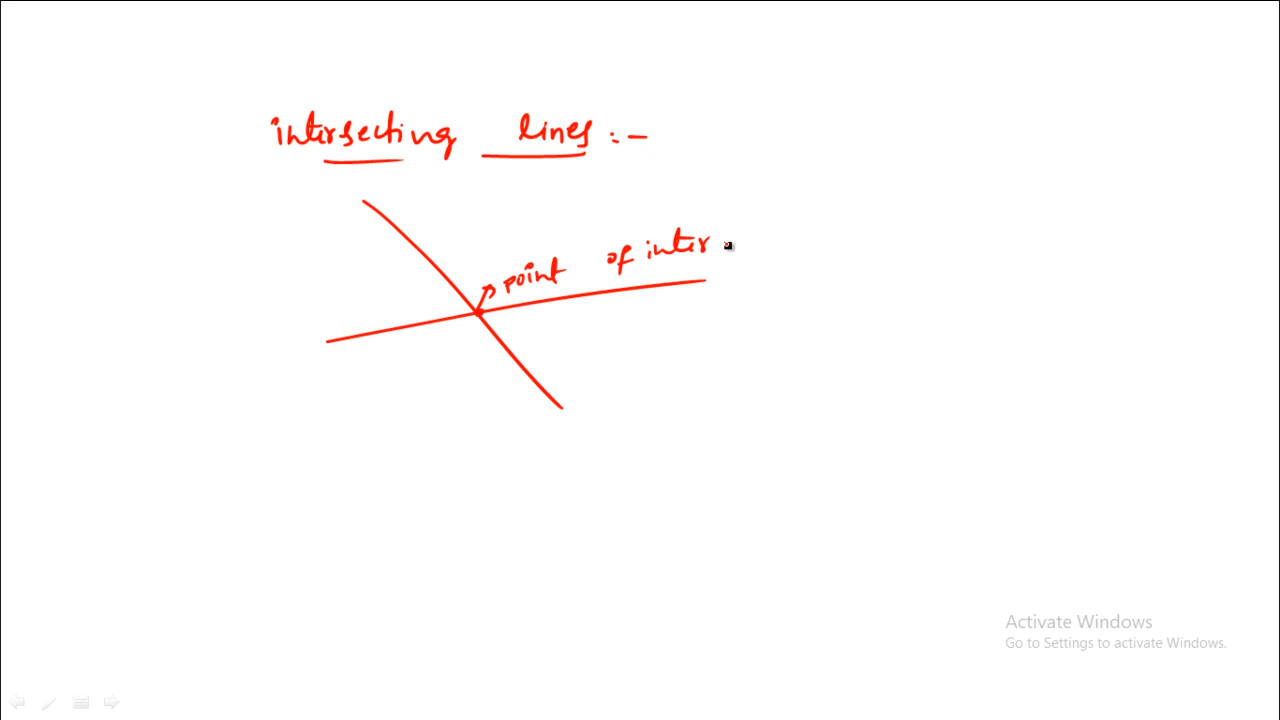 intersecting lines :-
point of inter
Activate Windows
Go to Settings to activate Windows.